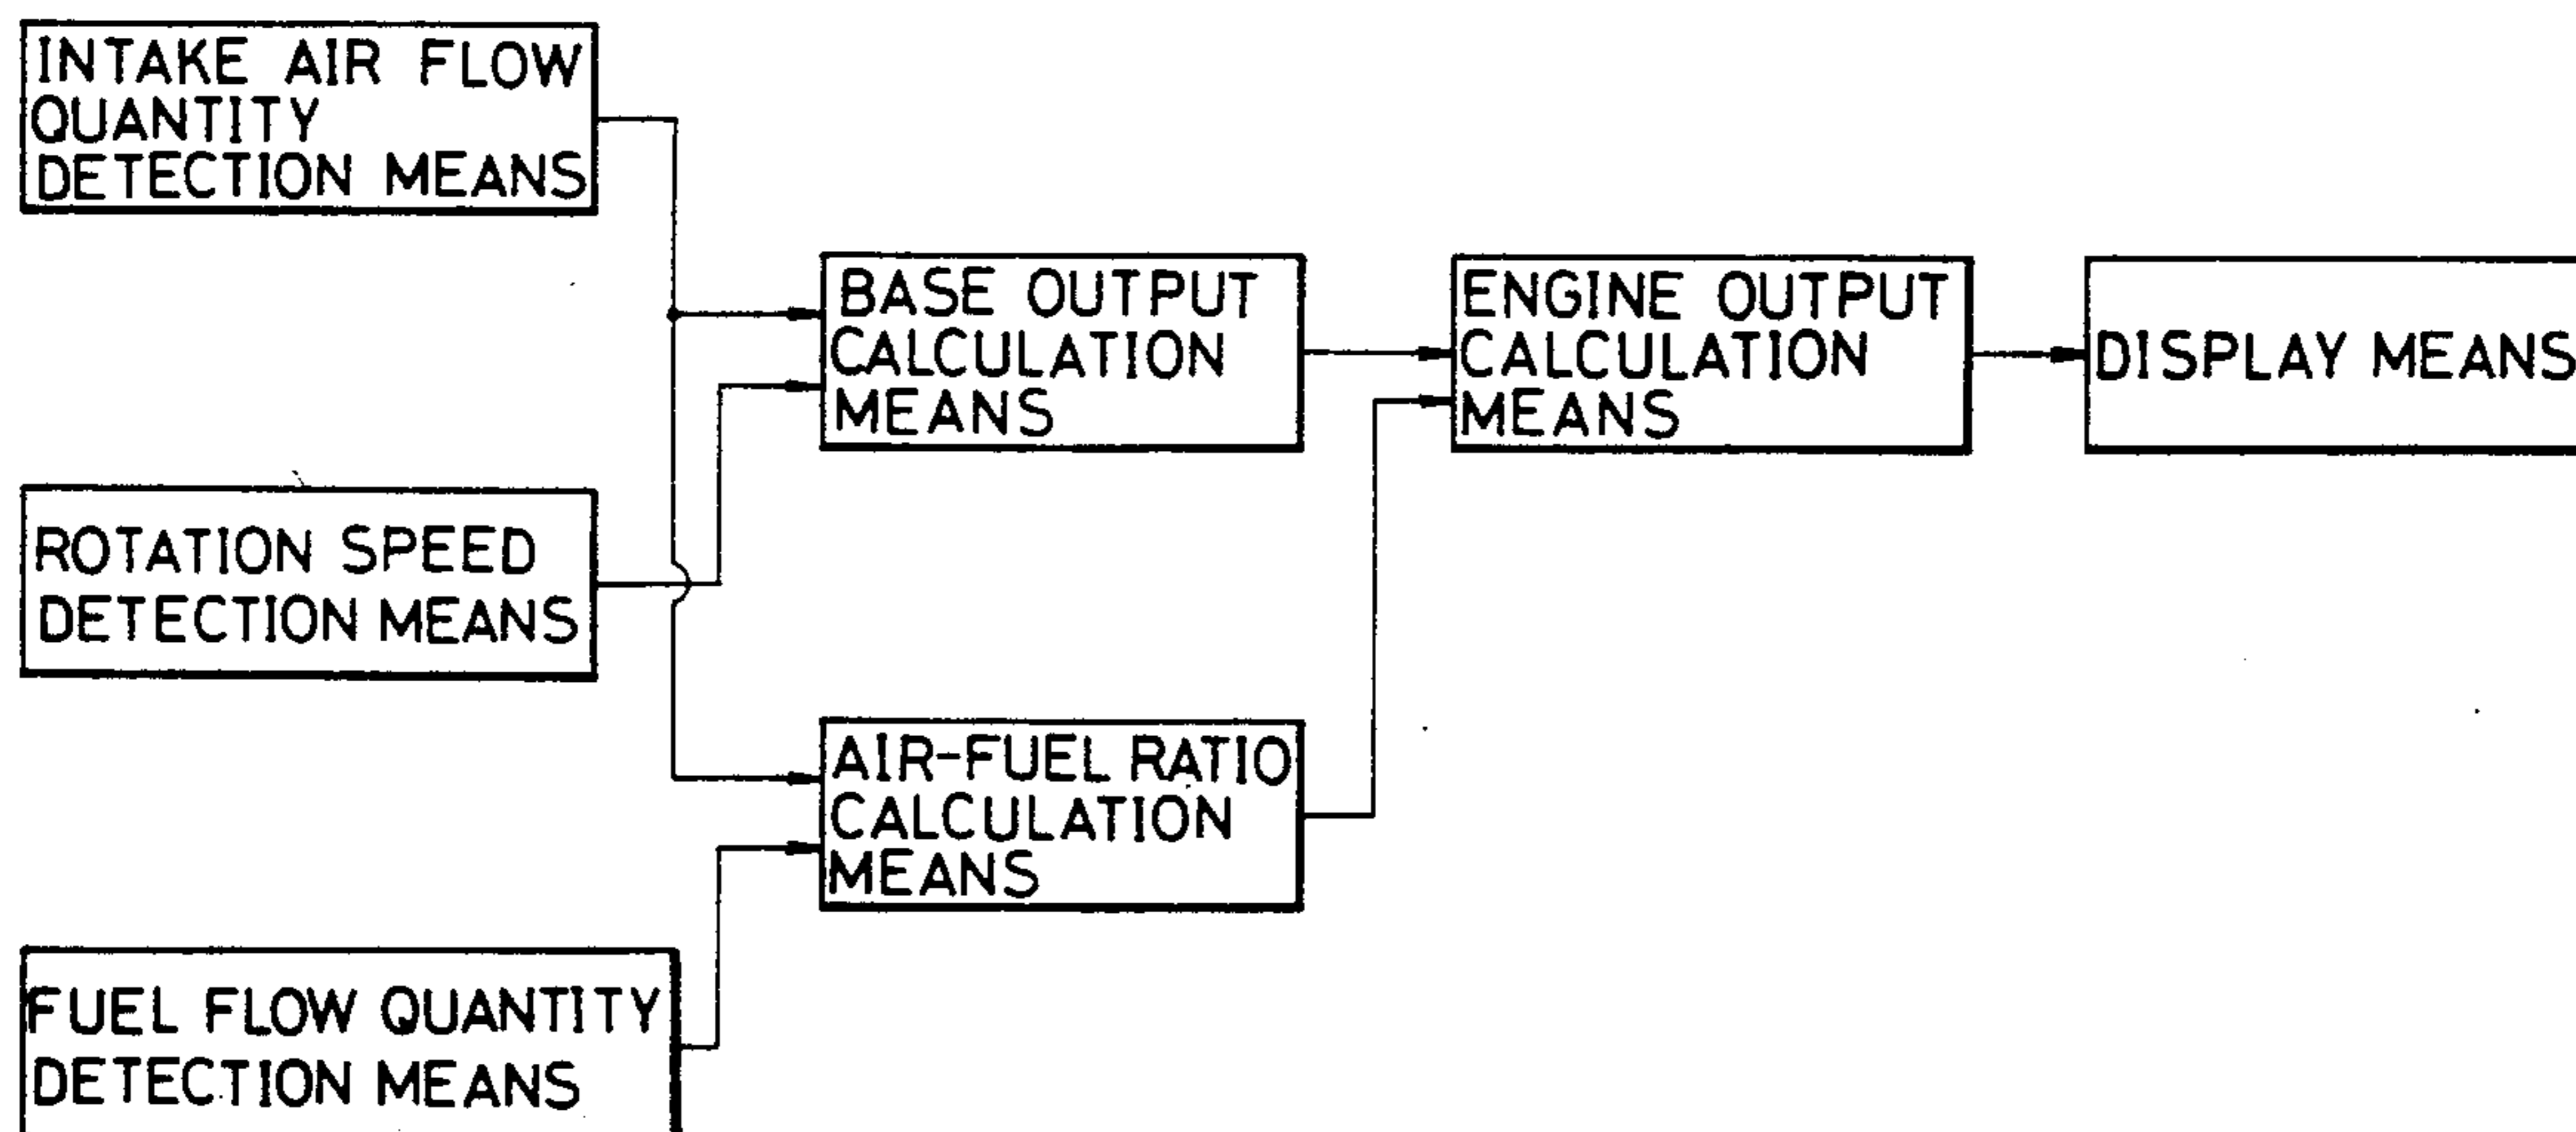 INTAKE AIR FLOW
QUANTITY
DETECTION MEANS
BASE OUTPUT
CALCULATION
MEANS
ENGINE OUTPUT
CALCULATION
MEANS
DISPLAY MEANS
ROTATION SPEED
DETECTION MEANS
AIR-FUEL RATIO
CALCULATION
MEANS
FUEL FLOW QUANTITY
DETECTION MEANS